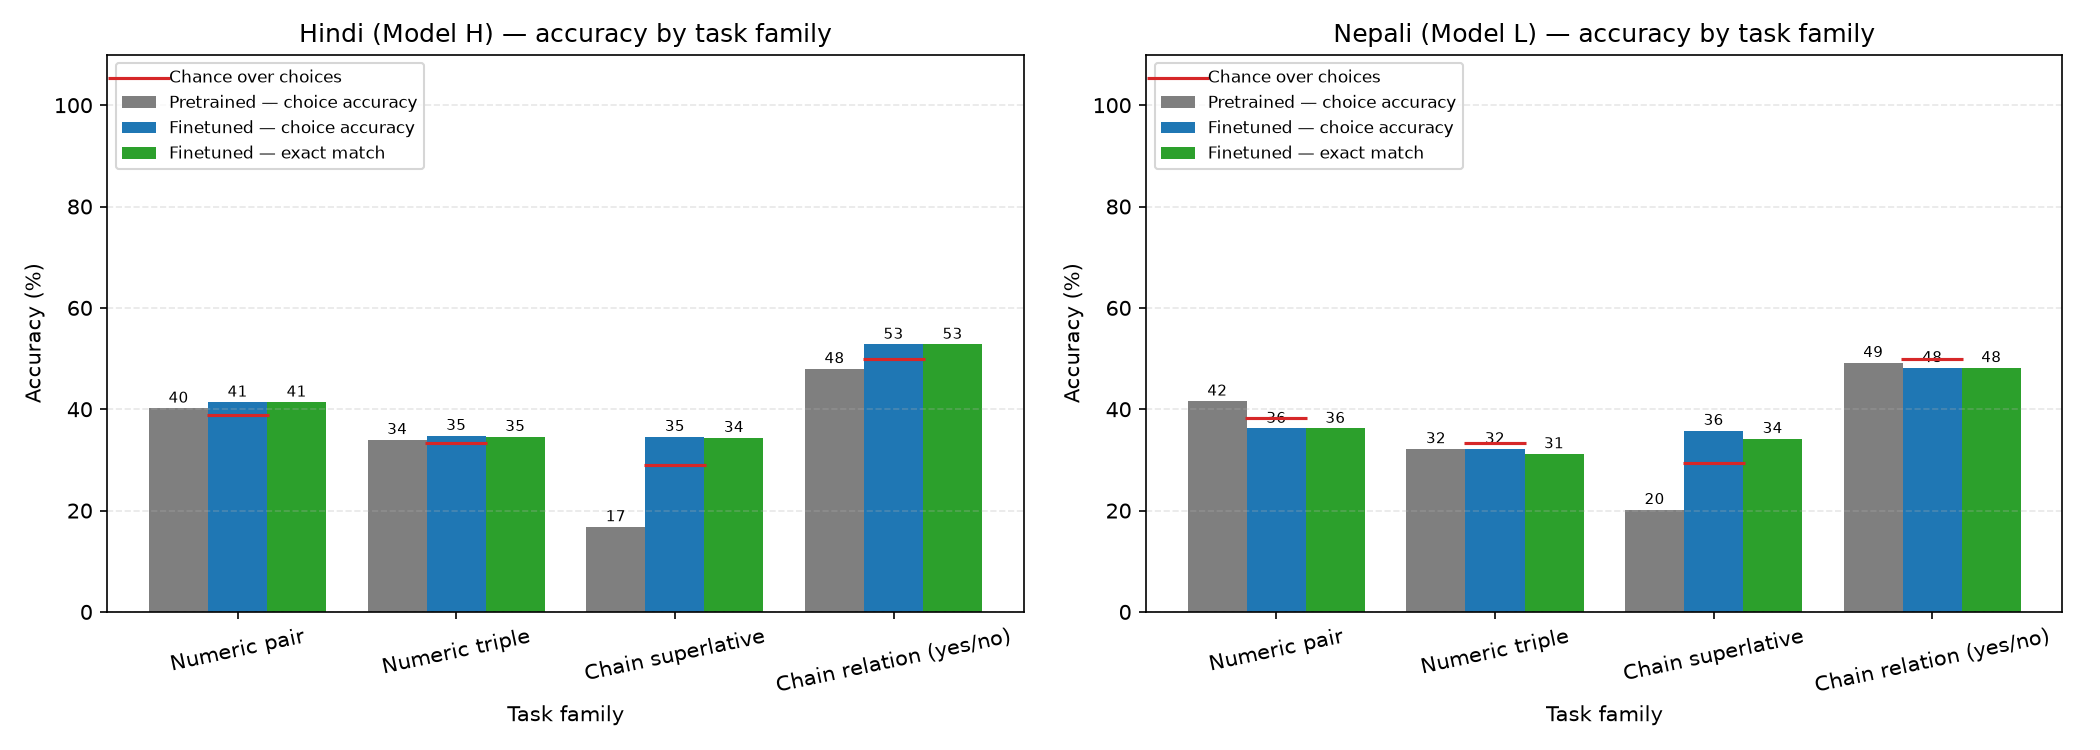 Hindi (Model H) — accuracy by task family
Chance over choices
Pretrained — choice accuracy
Finetuned — choice accuracy
Finetuned — exact match
Accuracy (%)
100
80
60
40
20
0
40 41 41
34 35 35
17 35 34
48 53 53
Numeric pair
Numeric triple
Chain superlative
Chain relation (yes/no)
Task family
Nepali (Model L) — accuracy by task family
Chance over choices
Pretrained — choice accuracy
Finetuned — choice accuracy
Finetuned — exact match
Accuracy (%)
100
80
60
40
20
0
42 36 36
32 32 31
20 36 34
49 48 48
Numeric pair
Numeric triple
Chain superlative
Chain relation (yes/no)
Task family